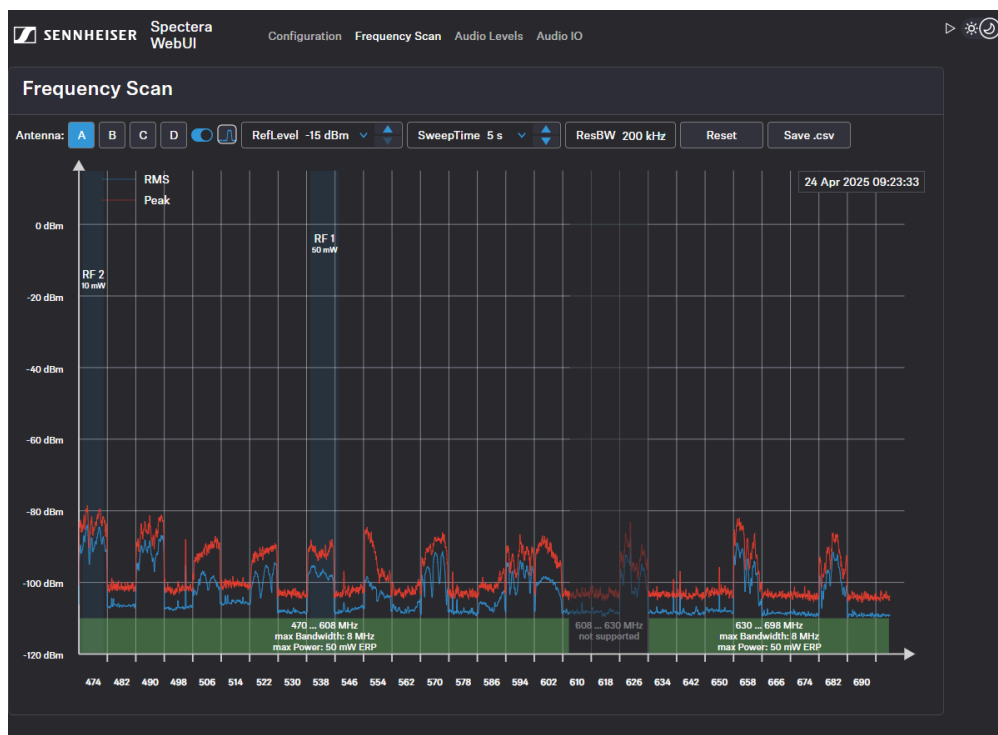 SENNHEISER Spectera WebUI Configuration Frequency Scan Audio Levels Audio IO
Frequency Scan
Antenna: A B C D RefLevel -15 dBm SweepTime 5 s ResBW 200 kHz Reset Save .csv
RMS
Peak
24 Apr 2025 09:23:33
0 dBm
RF 1
50 mW
RF 2
10 mW
-20 dBm
-40 dBm
-60 dBm
-80 dBm
-100 dBm
-120 dBm
470 ... 608 MHz
max Bandwidth: 8 MHz
max Power: 50 mW ERP
608 ... 630 MHz
not supported
630 ... 698 MHz
max Bandwidth: 8 MHz
max Power: 50 mW ERP
474 482 490 498 506 514 522 530 538 546 554 562 570 578 586 594 602 610 618 626 634 642 650 658 666 674 682 690